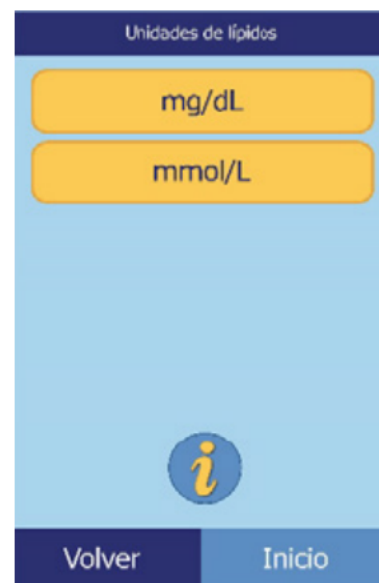 Unidades de lípidos
mg/dL
mmol/L
i
Volver Inicio